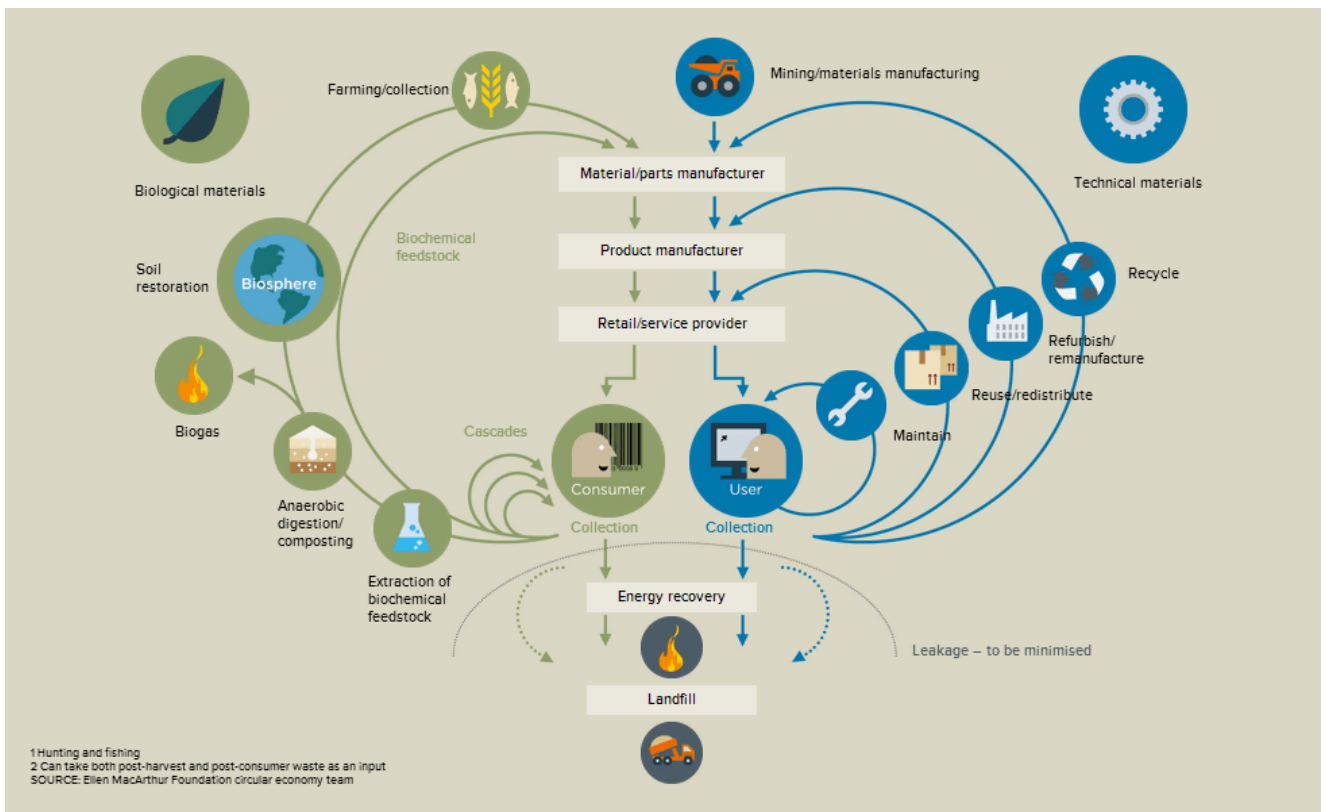 Farming/collection
Mining/materials manufacturing
Biological materials
Technical materials
Material/parts manufacturer
Biochemical
feedstock
Product manufacturer
Soil
restoration
Biosphere
Recycle
Retail/service provider
Refurbish/
remanufacture
Reuse/redistribute
Biogas
Cascades
Maintain
Consumer
User
Collection
Collection
Anaerobic
digestion/
composting
Extraction of
biochemical
feedstock
Energy recovery
Leakage – to be minimised
Landfill
1 Hunting and fishing
2 Can take both post-harvest and post-consumer waste as an input
SOURCE: Ellen MacArthur Foundation circular economy team